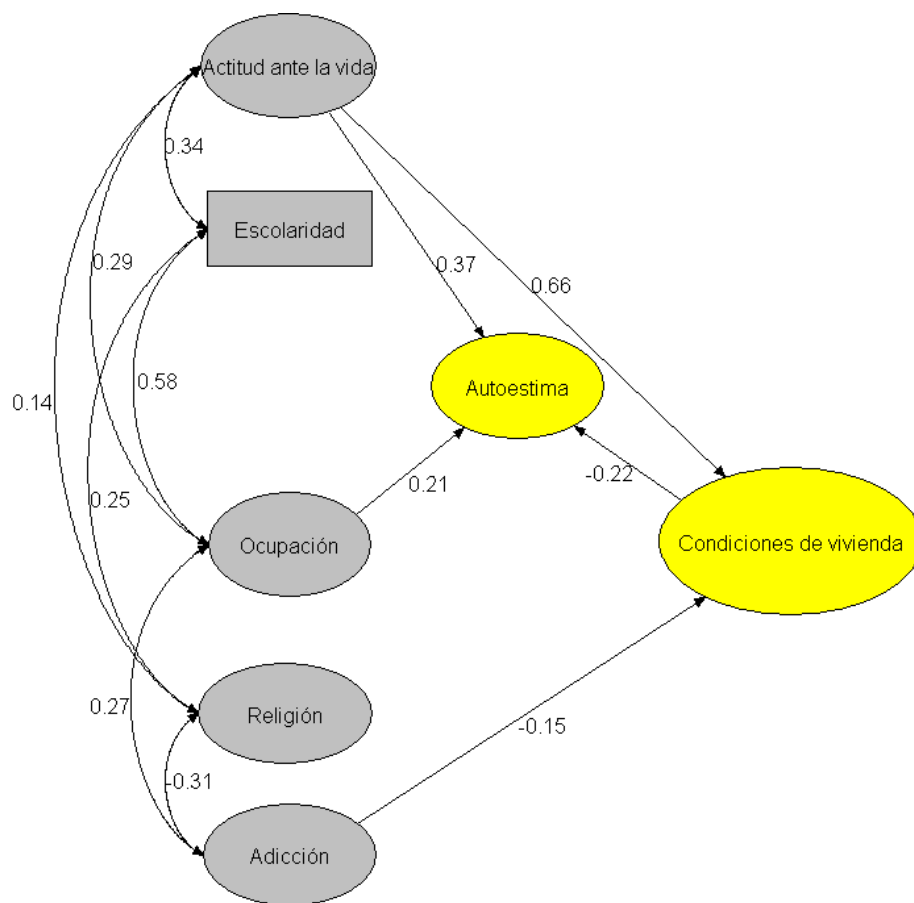 Actitud ante la vida
0.34
Escolaridad
0.29
0.37
0.66
0.58
Autoestima
0.14
0.25
0.21
-0.22
Ocupación
Condiciones de vivienda
0.27
Religión
-0.15
-0.31
Adicción